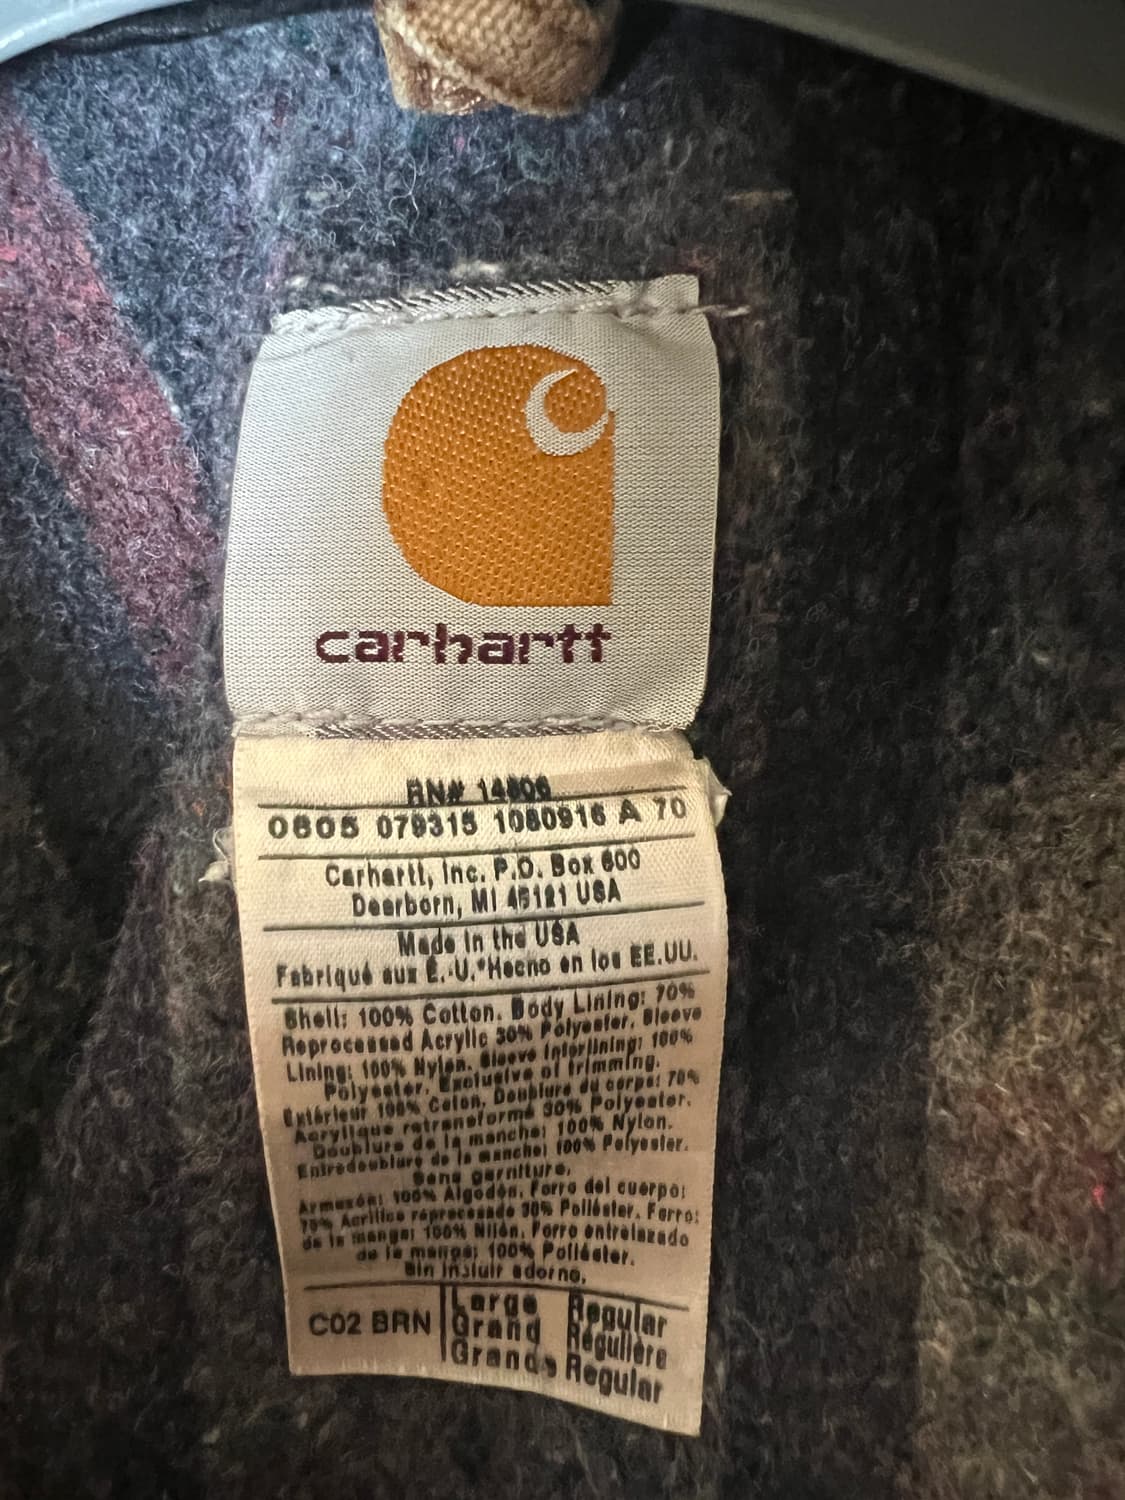 carhartt
RN# 14806
0805 079315 1080916 A 70
Carhartt, Inc. P.O. Box 600
Dearborn, MI 48121 USA
Made in the USA
Fabriqué aux É.-U.*Hecho en los EE.UU.
Shell: 100% Cotton. Body Lining: 70%
Reprocessed Acrylic 30% Polyester. Sleeve
Lining: 100% Nylon. Sleeve Interlining: 100%
Polyester. Exclusive of trimming.
Extérieur 100% Coton. Doublure du corps: 70%
Acrylique retransformé 30% Polyester.
Doublure de la manche: 100% Nylon.
Entredoublure de la manche: 100% Polyester.
Sans garniture.
Armazón: 100% Algodón. Forro del cuerpo:
70% Acrílico reprocesado 30% Poliéster. Forro:
de la manga: 100% Nilón. Forro entrelazado
de la manga: 100% Poliéster.
Sin insluir adorno.
C02 BRN
Large Regular
Grand Régulière
Grande Regular